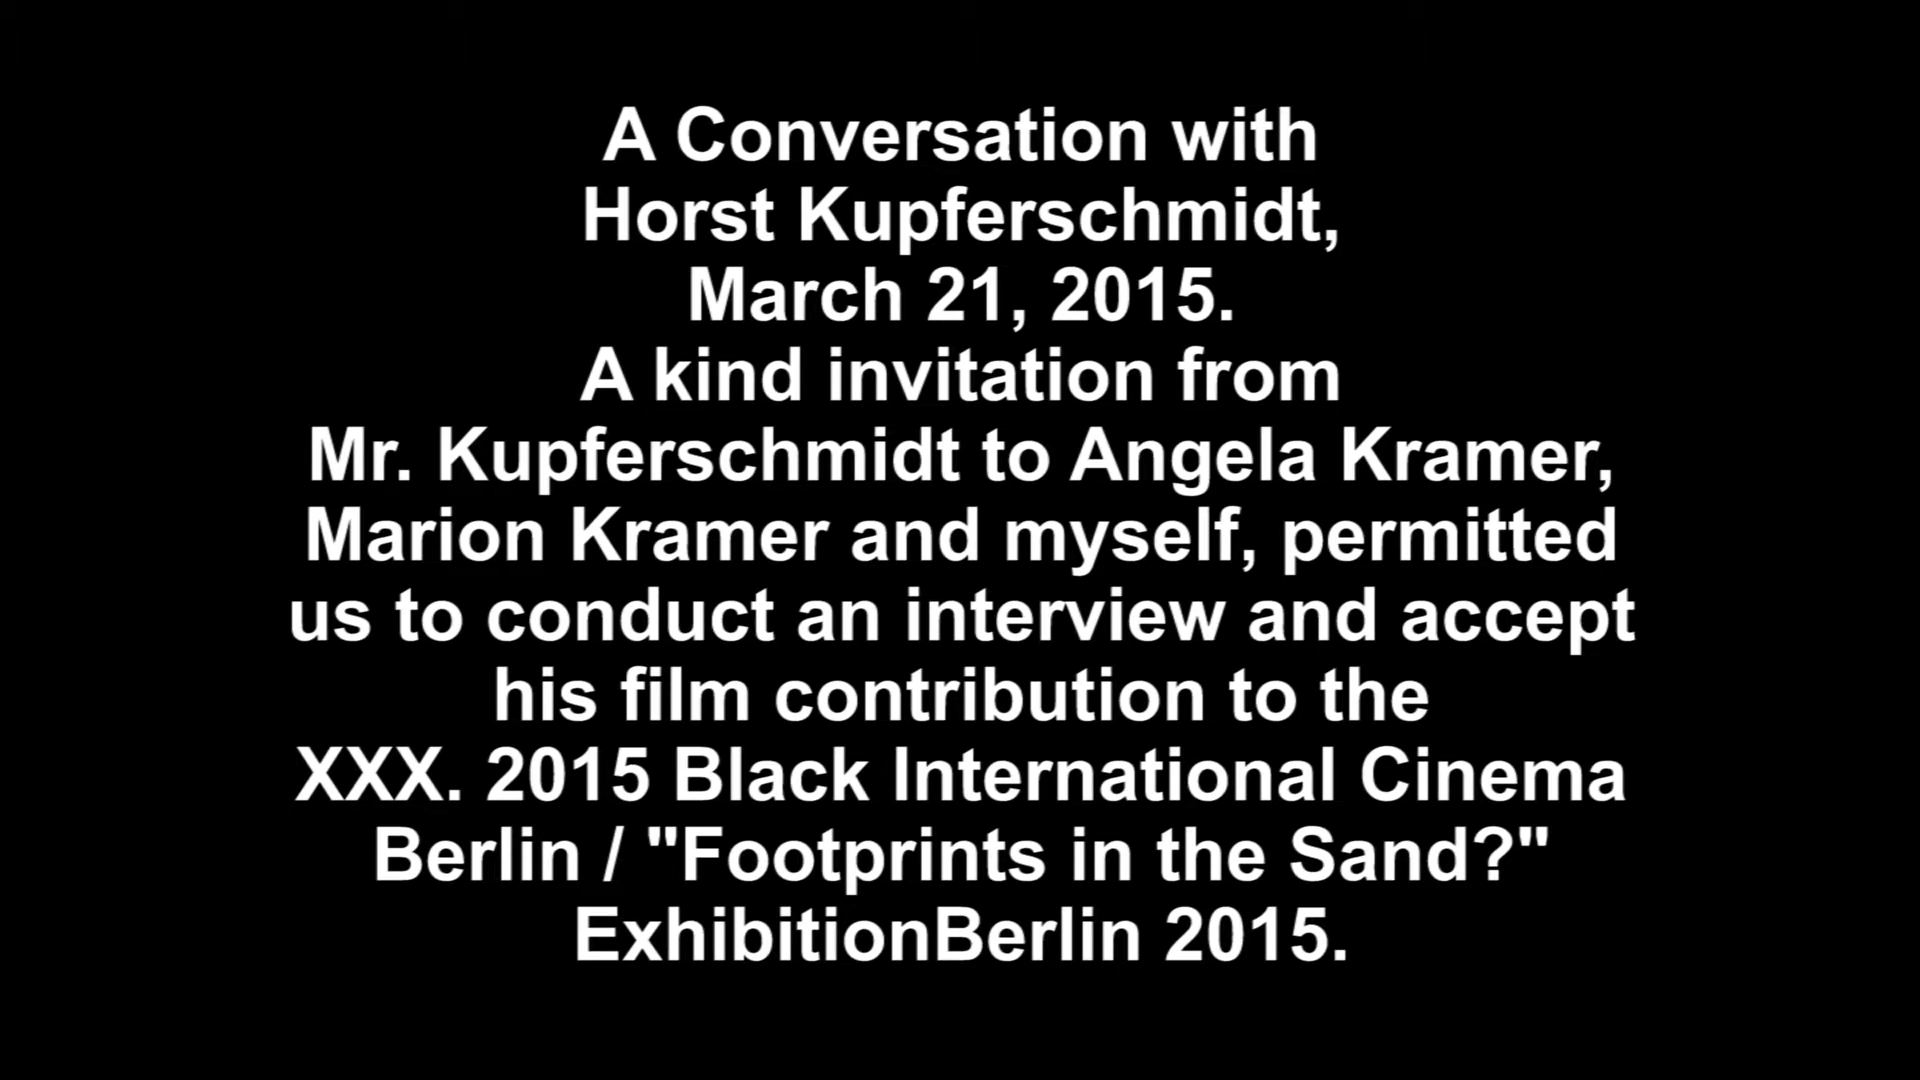 A Conversation with
Horst Kupferschmidt,
March 21, 2015.
A kind invitation from
Mr. Kupferschmidt to Angela Kramer,
Marion Kramer and myself, permitted
us to conduct an interview and accept
his film contribution to the
XXX. 2015 Black International Cinema
Berlin / "Footprints in the Sand?"
ExhibitionBerlin 2015.